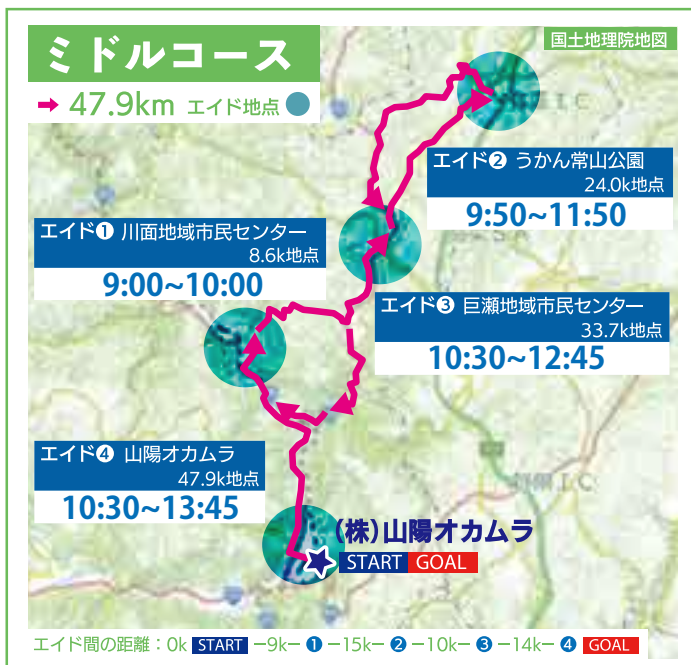 ミドルコース
国土地理院地図
→ 47.9km エイド地点
エイド❷ うかん常山公園
24.0k地点
9:50~11:50
エイド❶ 川面地域市民センター
8.6k地点
9:00~10:00
エイド❸ 巨瀬地域市民センター
33.7k地点
10:30~12:45
エイド❹ 山陽オカムラ
47.9k地点
10:30~13:45
(株)山陽オカムラ
START GOAL
エイド間の距離：0k START −9k− ❶ −15k− ❷ −10k− ❸ −14k− ❹ GOAL